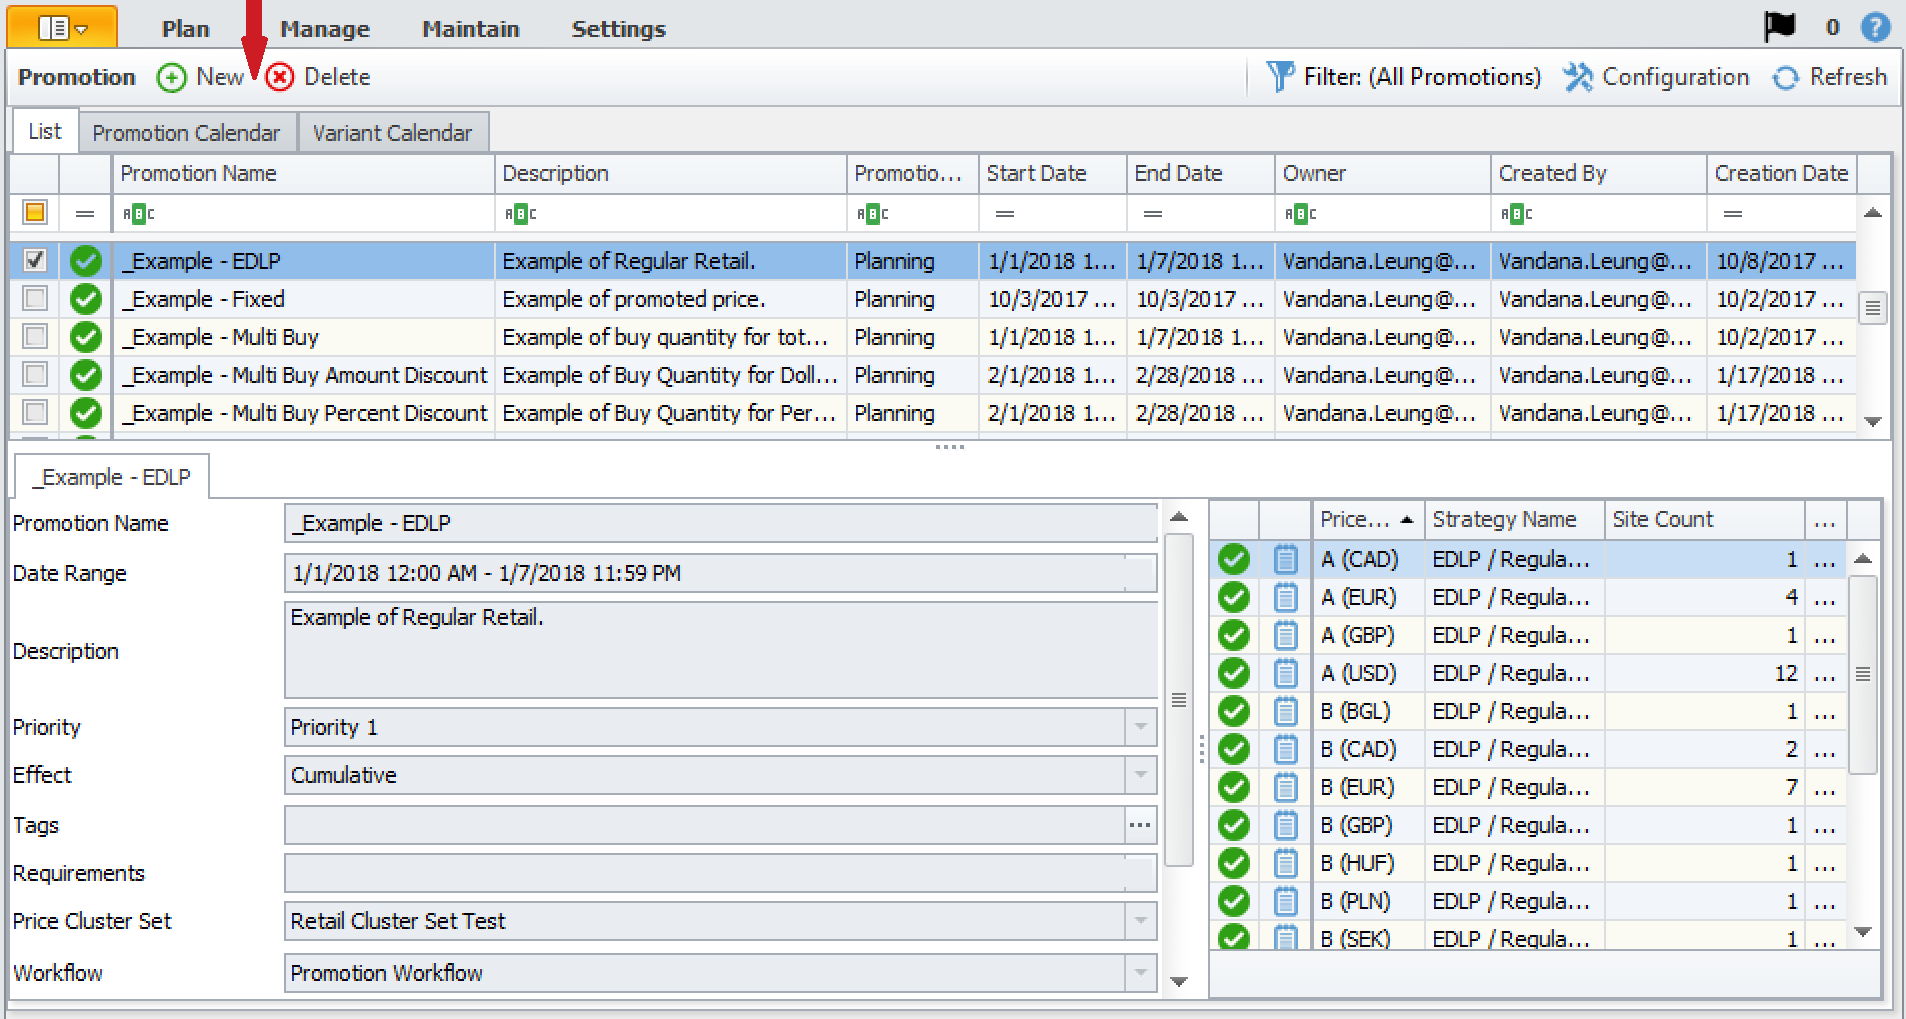 Plan Manage Maintain Settings 0 ?
Promotion New Delete Filter: (All Promotions) Configuration Refresh
List Promotion Calendar Variant Calendar
Promotion Name Description Promotio... Start Date End Date Owner Created By Creation Date
= ABC ABC ABC = = ABC ABC =
_Example - EDLP Example of Regular Retail. Planning 1/1/2018 1... 1/7/2018 1... Vandana.Leung@... Vandana.Leung@... 10/8/2017 ...
_Example - Fixed Example of promoted price. Planning 10/3/2017 ... 10/3/2017 ... Vandana.Leung@... Vandana.Leung@... 10/2/2017 ...
_Example - Multi Buy Example of buy quantity for tot... Planning 1/1/2018 1... 1/7/2018 1... Vandana.Leung@... Vandana.Leung@... 10/2/2017 ...
_Example - Multi Buy Amount Discount Example of Buy Quantity for Doll... Planning 2/1/2018 1... 2/28/2018 ... Vandana.Leung@... Vandana.Leung@... 1/17/2018 ...
_Example - Multi Buy Percent Discount Example of Buy Quantity for Per... Planning 2/1/2018 1... 2/28/2018 ... Vandana.Leung@... Vandana.Leung@... 1/17/2018 ...
_Example - EDLP
Promotion Name _Example - EDLP
Date Range 1/1/2018 12:00 AM - 1/7/2018 11:59 PM
Description Example of Regular Retail.
Priority Priority 1
Effect Cumulative
Tags ...
Requirements
Price Cluster Set Retail Cluster Set Test
Workflow Promotion Workflow
Price... Strategy Name Site Count ...
A (CAD) EDLP / Regula... 1 ...
A (EUR) EDLP / Regula... 4 ...
A (GBP) EDLP / Regula... 1 ...
A (USD) EDLP / Regula... 12 ...
B (BGL) EDLP / Regula... 1 ...
B (CAD) EDLP / Regula... 2 ...
B (EUR) EDLP / Regula... 7 ...
B (GBP) EDLP / Regula... 1 ...
B (HUF) EDLP / Regula... 1 ...
B (PLN) EDLP / Regula... 1 ...
B (SEK) EDLP / Regula... 1 ...